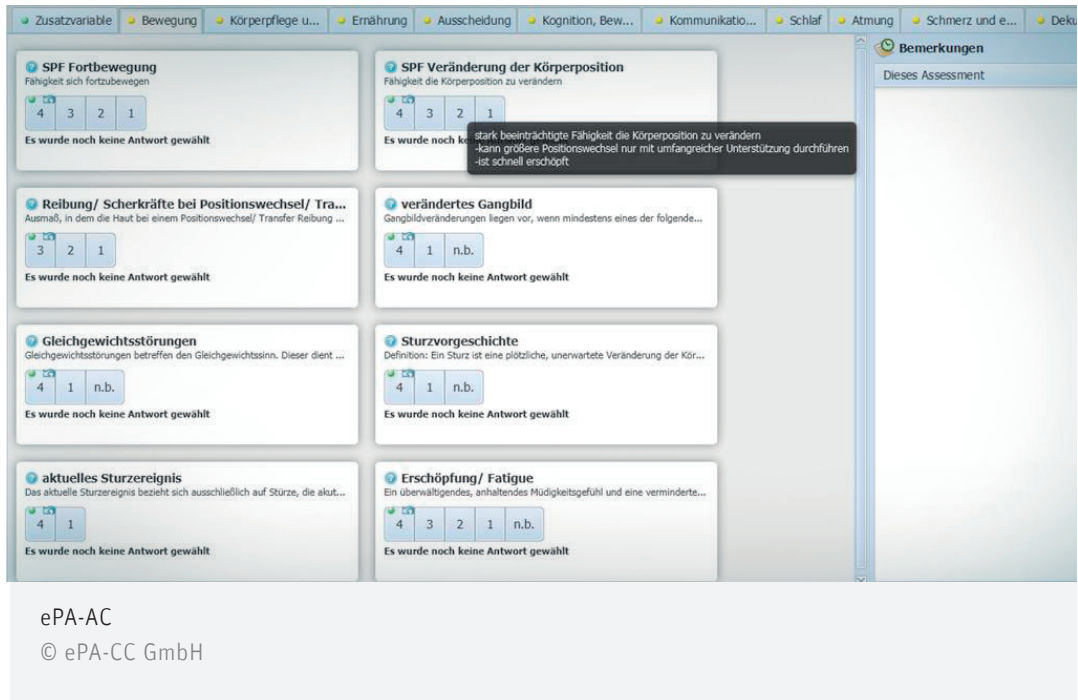 Zusatzvariable Bewegung Körperpflege u... Ernährung Ausscheidung Kognition, Bew... Kommunikatio... Schlaf Atmung Schmerz und e... Deku
SPF Fortbewegung
Fähigkeit sich fortzubewegen
4 3 2 1
Es wurde noch keine Antwort gewählt
SPF Veränderung der Körperposition
Fähigkeit die Körperposition zu verändern
4 3 2 1
Es wurde noch ke
stark beeinträchtigte Fähigkeit die Körperposition zu verändern
-kann größere Positionswechsel nur mit umfangreicher Unterstützung durchführen
-ist schnell erschöpft
Reibung/ Scherkräfte bei Positionswechsel/ Tra...
Ausmaß, in dem die Haut bei einem Positionswechsel/ Transfer Reibung ...
3 2 1
Es wurde noch keine Antwort gewählt
verändertes Gangbild
Gangbildveränderungen liegen vor, wenn mindestens eines der folgende...
4 1 n.b.
Es wurde noch keine Antwort gewählt
Gleichgewichtsstörungen
Gleichgewichtsstörungen betreffen den Gleichgewichtssinn. Dieser dient ...
4 1 n.b.
Es wurde noch keine Antwort gewählt
Sturzvorgeschichte
Definition: Ein Sturz ist eine plötzliche, unerwartete Veränderung der Kör...
4 1 n.b.
Es wurde noch keine Antwort gewählt
aktuelles Sturzereignis
Das aktuelle Sturzereignis bezieht sich ausschließlich auf Stürze, die akut...
4 1
Es wurde noch keine Antwort gewählt
Erschöpfung/ Fatigue
Ein überwältigendes, anhaltendes Müdigkeitsgefühl und eine verminderte...
4 3 2 1 n.b.
Es wurde noch keine Antwort gewählt
Bemerkungen
Dieses Assessment
ePA-AC
© ePA-CC GmbH